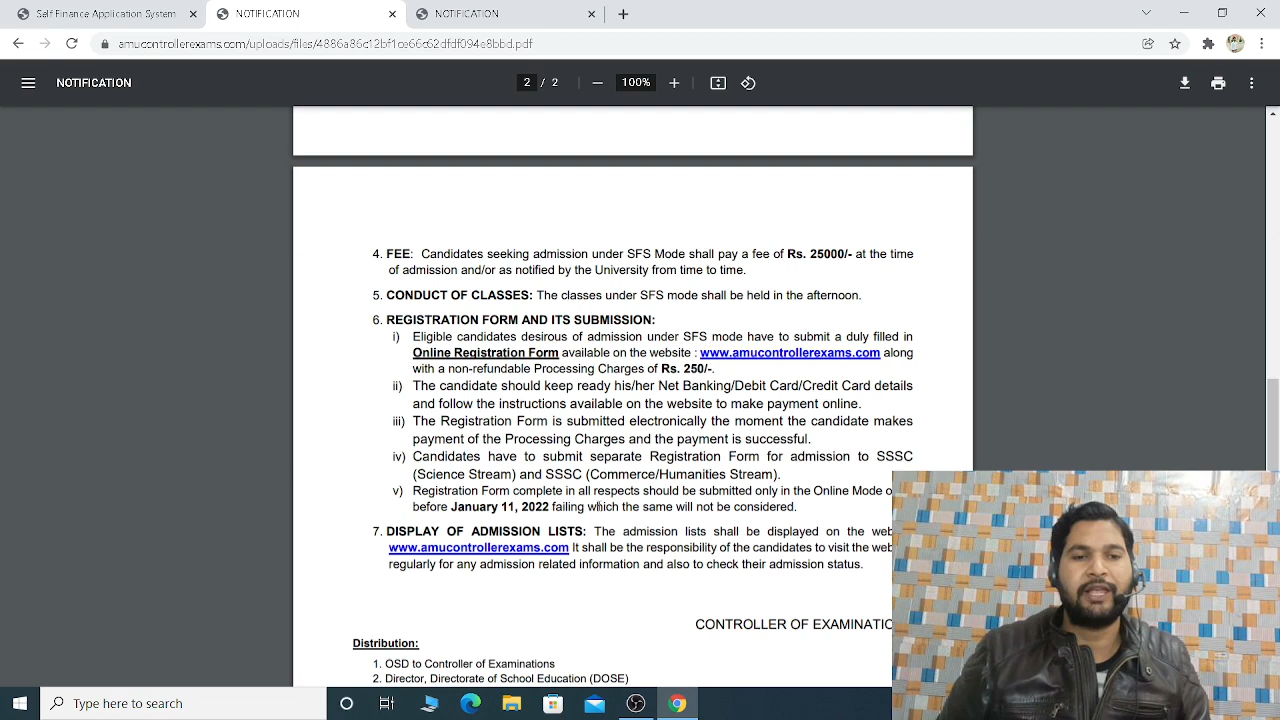 Self Finance Application System
NOTIFICATION
NOTIFICATION
NOTIFICATION
2 / 2
100%
4. FEE: Candidates seeking admission under SFS Mode shall pay a fee of Rs. 25000/- at the time
of admission and/or as notified by the University from time to time.
5. CONDUCT OF CLASSES: The classes under SFS mode shall be held in the afternoon.
6. REGISTRATION FORM AND ITS SUBMISSION:
i) Eligible candidates desirous of admission under SFS mode have to submit a duly filled in
Online Registration Form available on the website : www.amucontrollerexams.com along
with a non-refundable Processing Charges of Rs. 250/-.
ii) The candidate should keep ready his/her Net Banking/Debit Card/Credit Card details
and follow the instructions available on the website to make payment online.
iii) The Registration Form is submitted electronically the moment the candidate makes
payment of the Processing Charges and the payment is successful.
iv) Candidates have to submit separate Registration Form for admission to SSSC
(Science Stream) and SSSC (Commerce/Humanities Stream).
v) Registration Form complete in all respects should be submitted only in the Online Mode o
before January 11, 2022 failing which the same will not be considered.
7. DISPLAY OF ADMISSION LISTS: The admission lists shall be displayed on the web
www.amucontrollerexams.com It shall be the responsibility of the candidates to visit the web
regularly for any admission related information and also to check their admission status.
CONTROLLER OF EXAMINATIO
Distribution:
1. OSD to Controller of Examinations
2. Director, Directorate of School Education (DOSE)
Type here to search